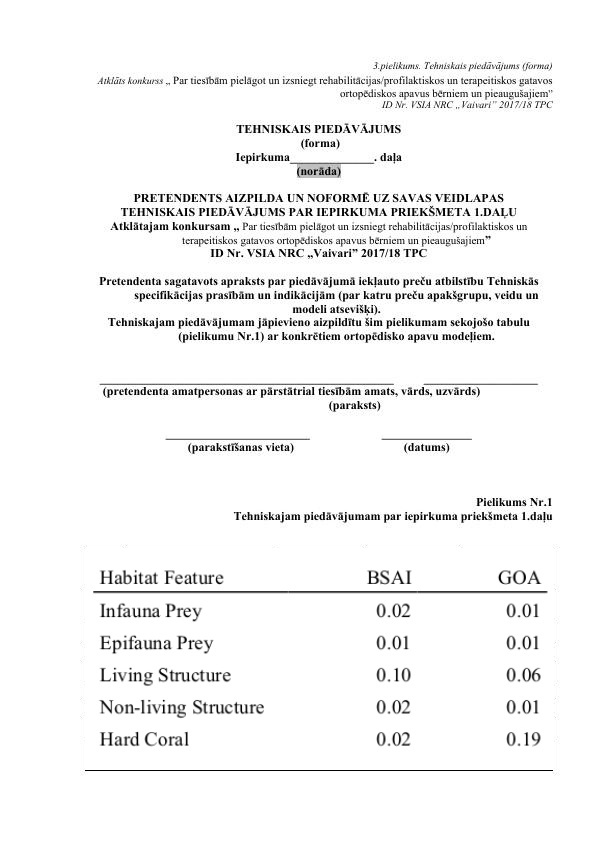 3.pielikums. Tehniskais piedāvājums (forma)
Atklāts konkurss „ Par tiesībām pielāgot un izsniegt rehabilitācijas/profilaktiskos un terapeitiskos gatavos
ortopēdiskos apavus bērniem un pieaugušajiem”
ID Nr. VSIA NRC „Vaivari” 2017/18 TPC
TEHNISKAIS PIEDĀVĀJUMS
(forma)
Iepirkuma______________. daļa
(norāda)
PRETENDENTS AIZPILDA UN NOFORMĒ UZ SAVAS VEIDLAPAS
TEHNISKAIS PIEDĀVĀJUMS PAR IEPIRKUMA PRIEKŠMETA 1.DAĻU
Atklātajam konkursam „ Par tiesībām pielāgot un izsniegt rehabilitācijas/profilaktiskos un
terapeitiskos gatavos ortopēdiskos apavus bērniem un pieaugušajiem”
ID Nr. VSIA NRC „Vaivari” 2017/18 TPC
Pretendenta sagatavots apraksts par piedāvājumā iekļauto preču atbilstību Tehniskās
specifikācijas prasībām un indikācijām (par katru preču apakšgrupu, veidu un
modeli atsevišķi).
Tehniskajam piedāvājumam jāpievieno aizpildītu šim pielikumam sekojošo tabulu
(pielikumu Nr.1) ar konkrētiem ortopēdisko apavu modeļiem.
(pretendenta amatpersonas ar pārstātrial tiesībām amats, vārds, uzvārds)
(paraksts)
(parakstīšanas vieta) (datums)
Pielikums Nr.1
Tehniskajam piedāvājumam par iepirkuma priekšmeta 1.daļu
Habitat Feature BSAI GOA
Infauna Prey 0.02 0.01
Epifauna Prey 0.01 0.01
Living Structure 0.10 0.06
Non-living Structure 0.02 0.01
Hard Coral 0.02 0.19